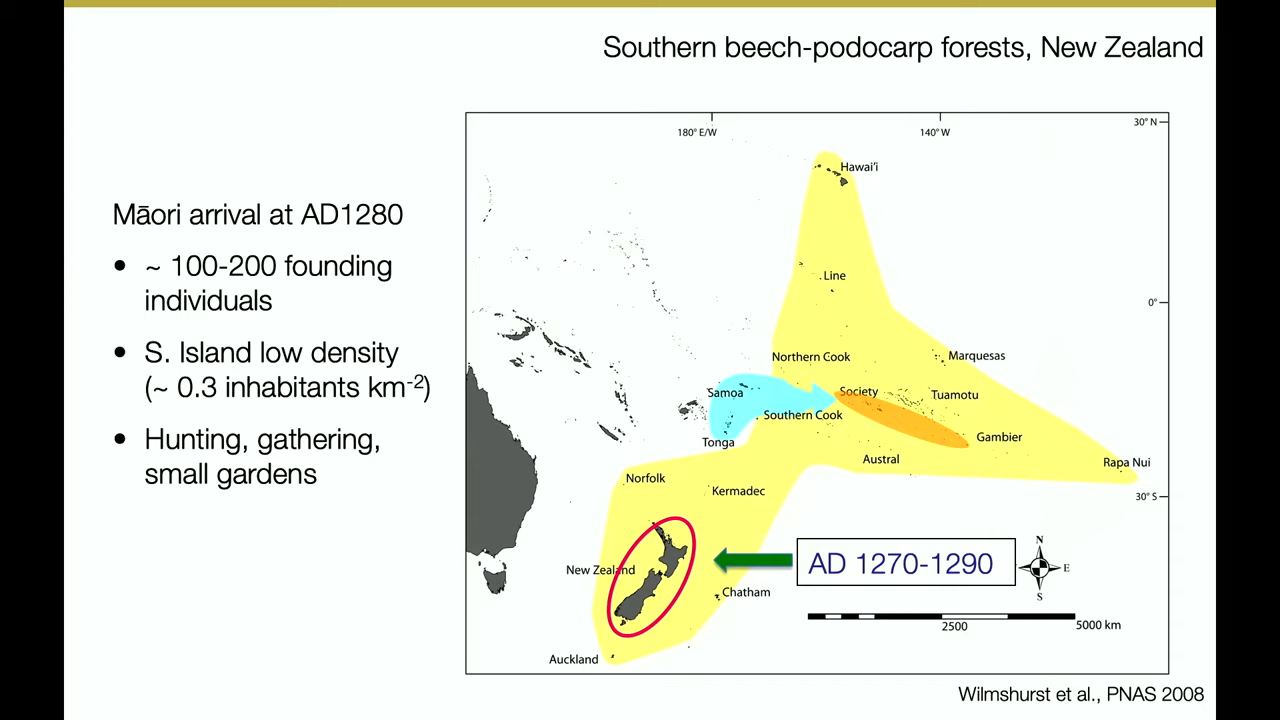 Southern beech-podocarp forests, New Zealand
Māori arrival at AD1280
• ~ 100-200 founding
individuals
• S. Island low density
(~ 0.3 inhabitants km-2)
• Hunting, gathering,
small gardens
180° E/W
140° W
30° N
Hawai'i
Line
0°
Northern Cook
Marquesas
Samoa
Society
Tuamotu
Southern Cook
Tonga
Gambier
Austral
Rapa Nui
Norfolk
Kermadec
30° S
New Zealand
AD 1270-1290
N
E
S
Chatham
2500
5000 km
Auckland
Wilmshurst et al., PNAS 2008